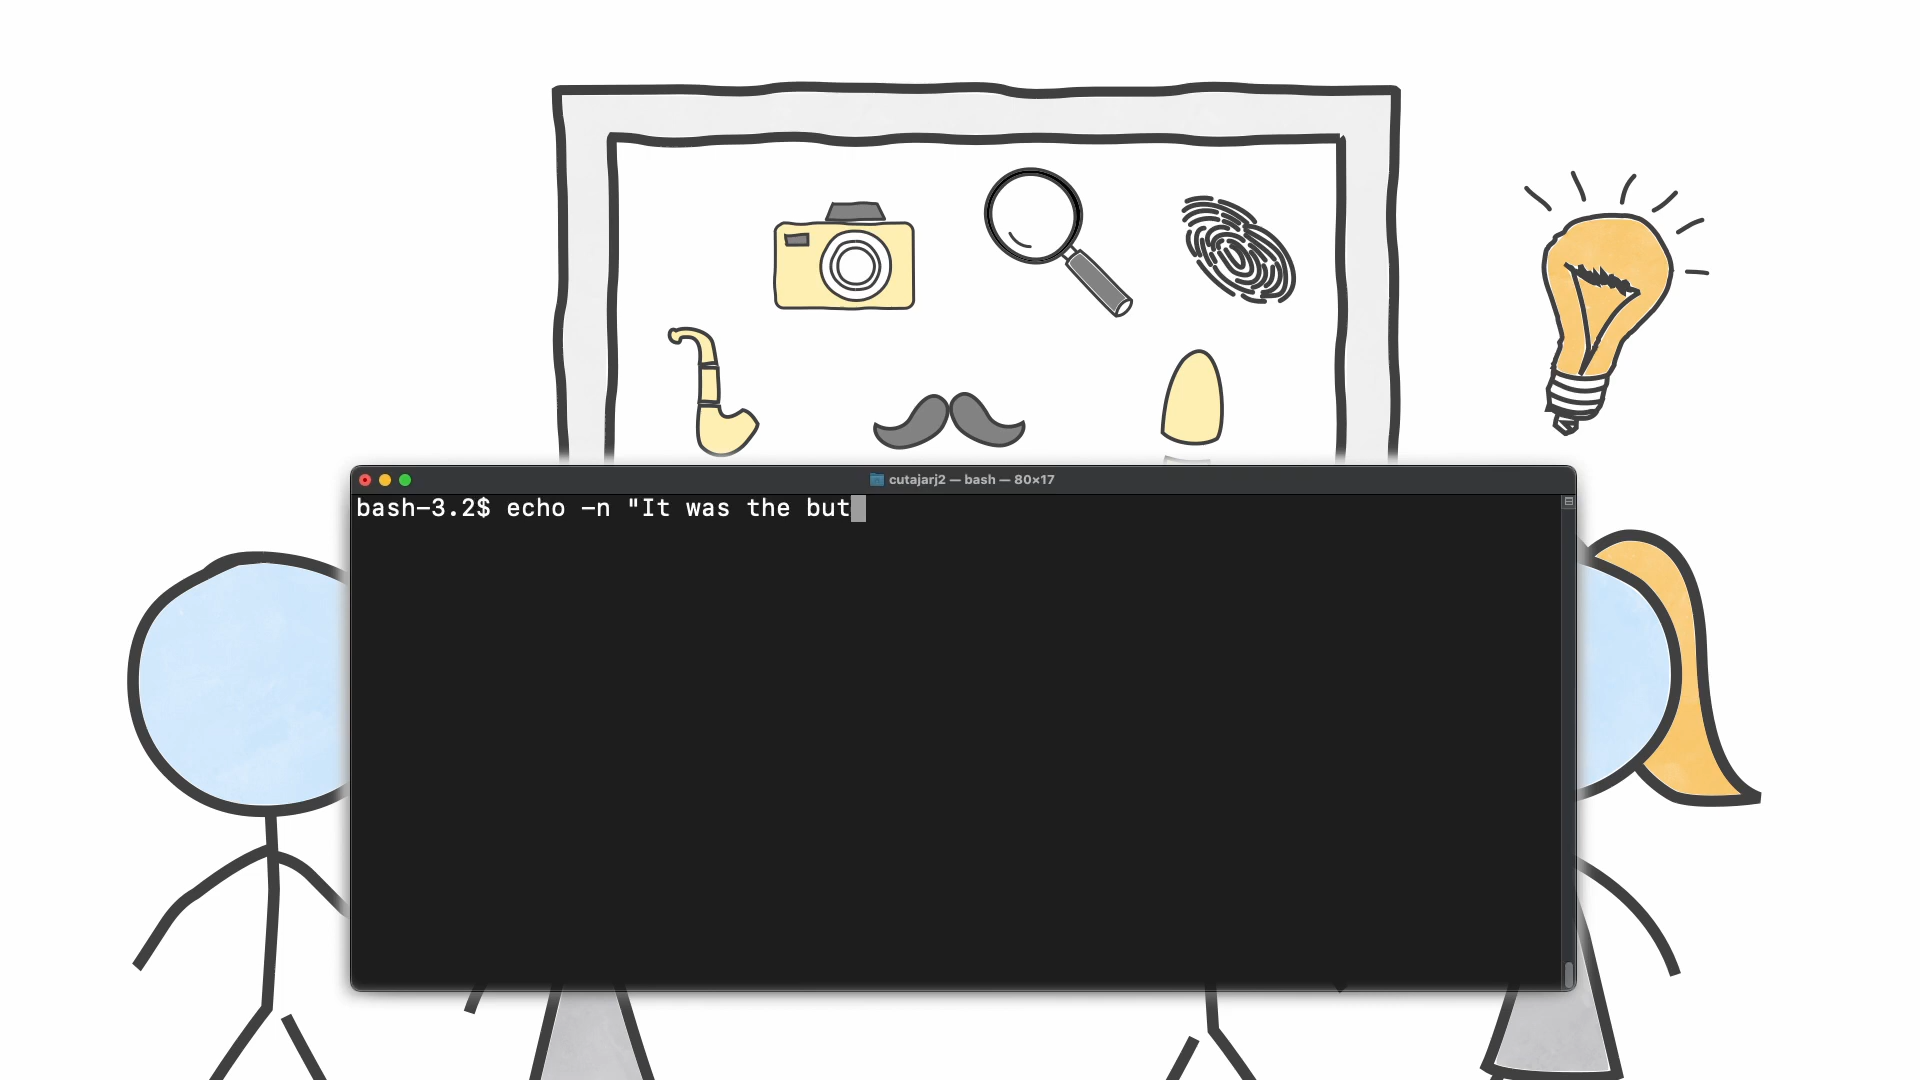 cutajarj2 — bash — 80×17
bash-3.2$ echo -n "It was the but